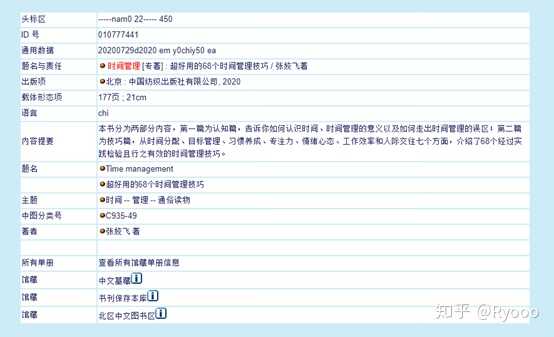 头标区 -----nam0 22----- 450
ID 号 010777441
通用数据 20200729d2020 em y0chiy50 ea
题名与责任 时间管理 [专著] : 超好用的68个时间管理技巧 / 张放飞 著
出版项 北京 : 中国纺织出版社有限公司, 2020
载体形态项 177页 ; 21cm
语言 chi
内容提要 本书分为两部分内容,第一篇为认知篇,告诉你如何认识时间、时间管理的意义以及如何走出时间管理的误区;第二篇
为技巧篇,从时间分配、目标管理、习惯养成、专注力、情绪心态、工作效率和人际交往七个方面,介绍了68个经过实
践检验且行之有效的时间管理技巧。
题名 Time management
超好用的68个时间管理技巧
主题 时间 -- 管理 -- 通俗读物
中图分类号 C935-49
著者 张放飞 著
所有单册 查看所有馆藏单册信息
馆藏 中文基藏
馆藏 书刊保存本库
馆藏 北区中文图书区
知乎 @Ryooo